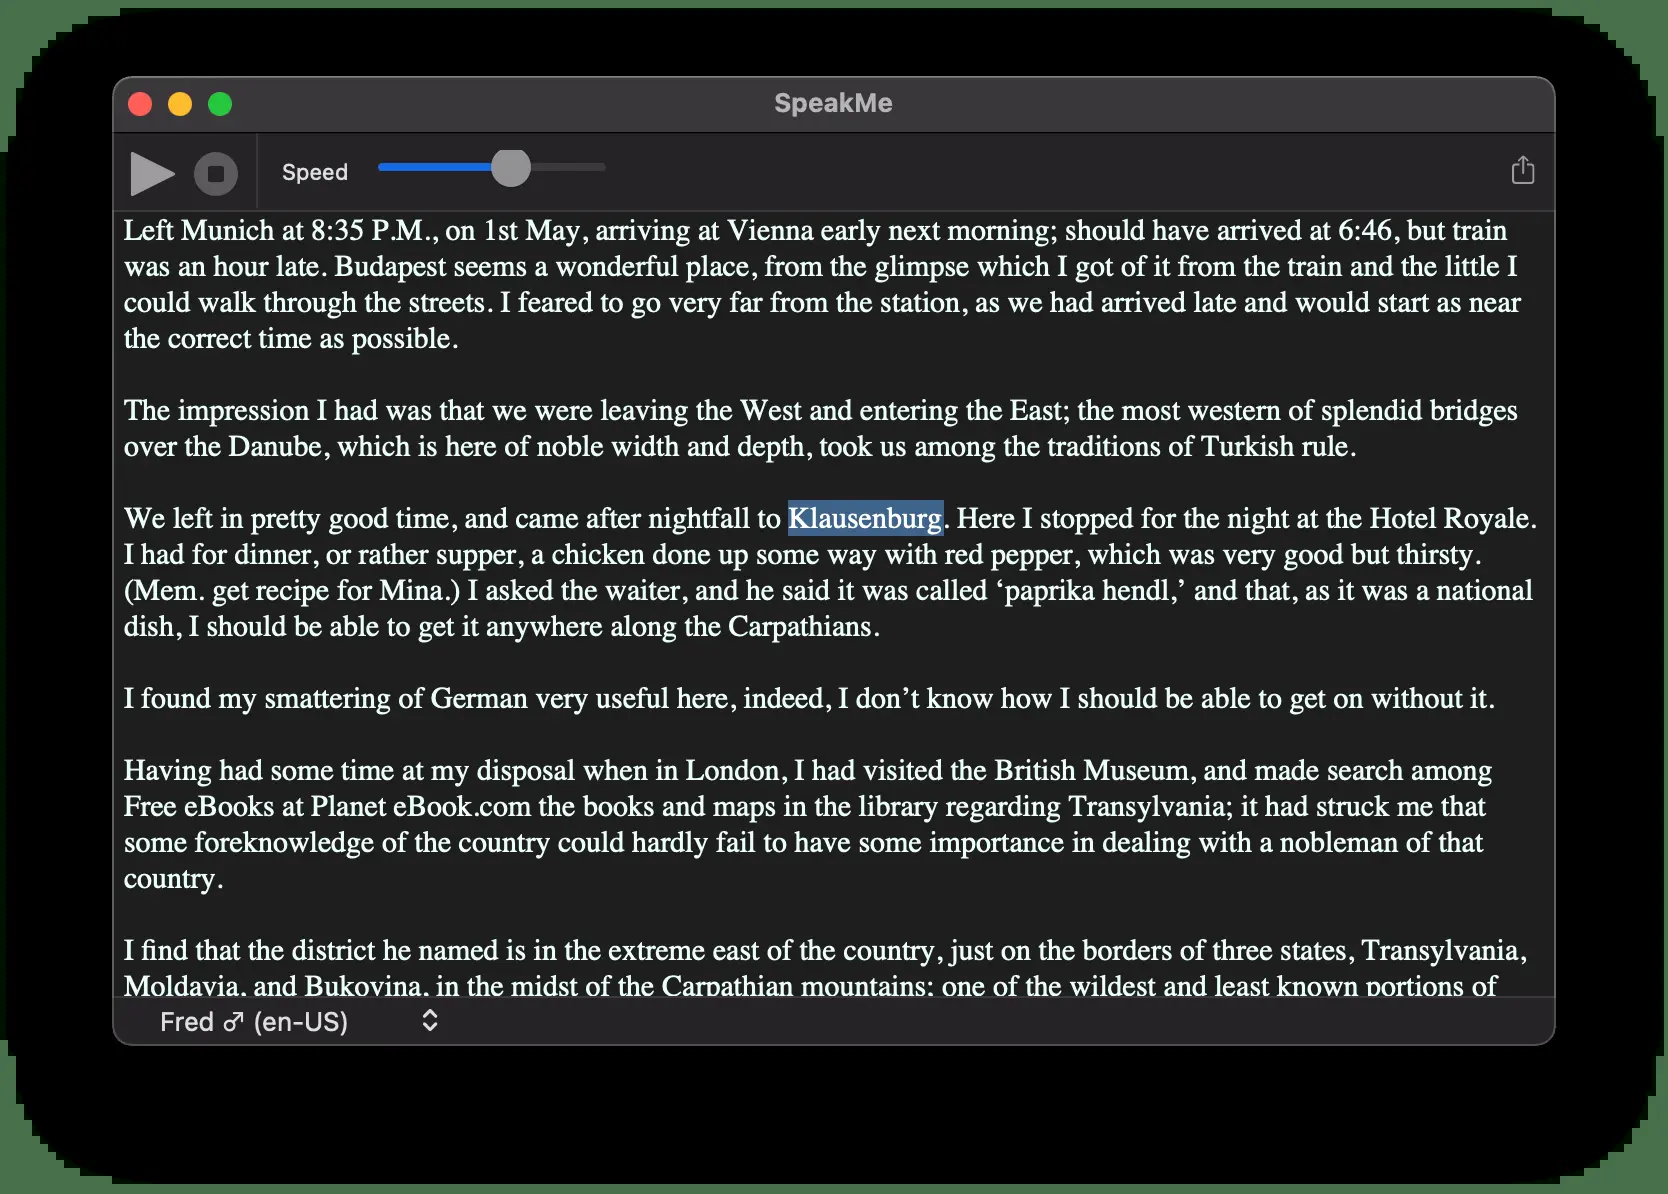 SpeakMe
Speed
Left Munich at 8:35 P.M., on 1st May, arriving at Vienna early next morning; should have arrived at 6:46, but train
was an hour late. Budapest seems a wonderful place, from the glimpse which I got of it from the train and the little I
could walk through the streets. I feared to go very far from the station, as we had arrived late and would start as near
the correct time as possible.
The impression I had was that we were leaving the West and entering the East; the most western of splendid bridges
over the Danube, which is here of noble width and depth, took us among the traditions of Turkish rule.
We left in pretty good time, and came after nightfall to Klausenburg. Here I stopped for the night at the Hotel Royale.
I had for dinner, or rather supper, a chicken done up some way with red pepper, which was very good but thirsty.
(Mem. get recipe for Mina.) I asked the waiter, and he said it was called ‘paprika hendl,’ and that, as it was a national
dish, I should be able to get it anywhere along the Carpathians.
I found my smattering of German very useful here, indeed, I don’t know how I should be able to get on without it.
Having had some time at my disposal when in London, I had visited the British Museum, and made search among
Free eBooks at Planet eBook.com the books and maps in the library regarding Transylvania; it had struck me that
some foreknowledge of the country could hardly fail to have some importance in dealing with a nobleman of that
country.
I find that the district he named is in the extreme east of the country, just on the borders of three states, Transylvania,
Moldavia, and Bukovina, in the midst of the Carpathian mountains; one of the wildest and least known portions of
Fred ♂ (en-US)